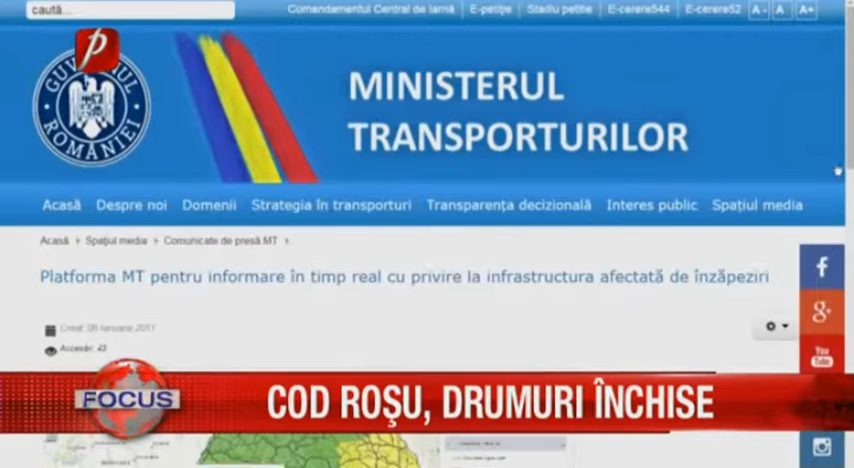 caută...
Comandamentul Central de Iarnă
E-petiție
Stadiu petiție
E-cerere544
E-cerere52
A -
A
A+
GUVERNUL ROMÂNIEI
MINISTERUL
TRANSPORTURILOR
Acasă Despre noi Domenii Strategia în transporturi Transparența decizională Interes public Spațiul media
Acasă Spațiul media Comunicate de presă MT
Platforma MT pentru informare în timp real cu privire la infrastructura afectată de înzăpeziri
Creat: 06 Ianuarie 2017
Accesări: 43
f
g+
You
Tube
FOCUS
COD ROȘU, DRUMURI ÎNCHISE